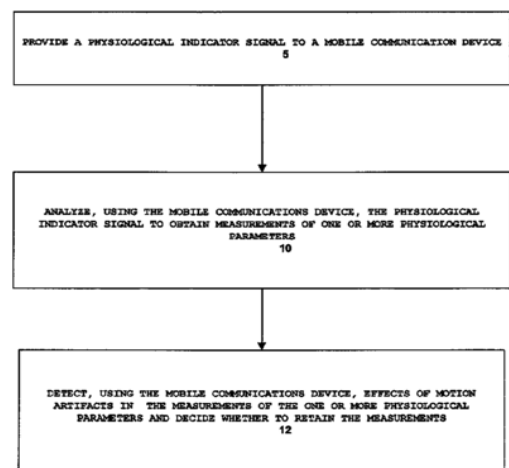 PROVIDE A PHYSIOLOGICAL INDICATOR SIGNAL TO A MOBILE COMMUNICATION DEVICE
5
ANALYZE, USING THE MOBILE COMMUNICATIONS DEVICE, THE PHYSIOLOGICAL
INDICATOR SIGNAL TO OBTAIN MEASUREMENTS OF ONE OR MORE PHYSIOLOGICAL
PARAMETERS
10
DETECT, USING THE MOBILE COMMUNICATIONS DEVICE, EFFECTS OF MOTION
ARTIFACTS IN THE MEASUREMENTS OF THE ONE OR MORE PHYSIOLOGICAL
PARAMETERS AND DECIDE WHETHER TO RETAIN THE MEASUREMENTS
12